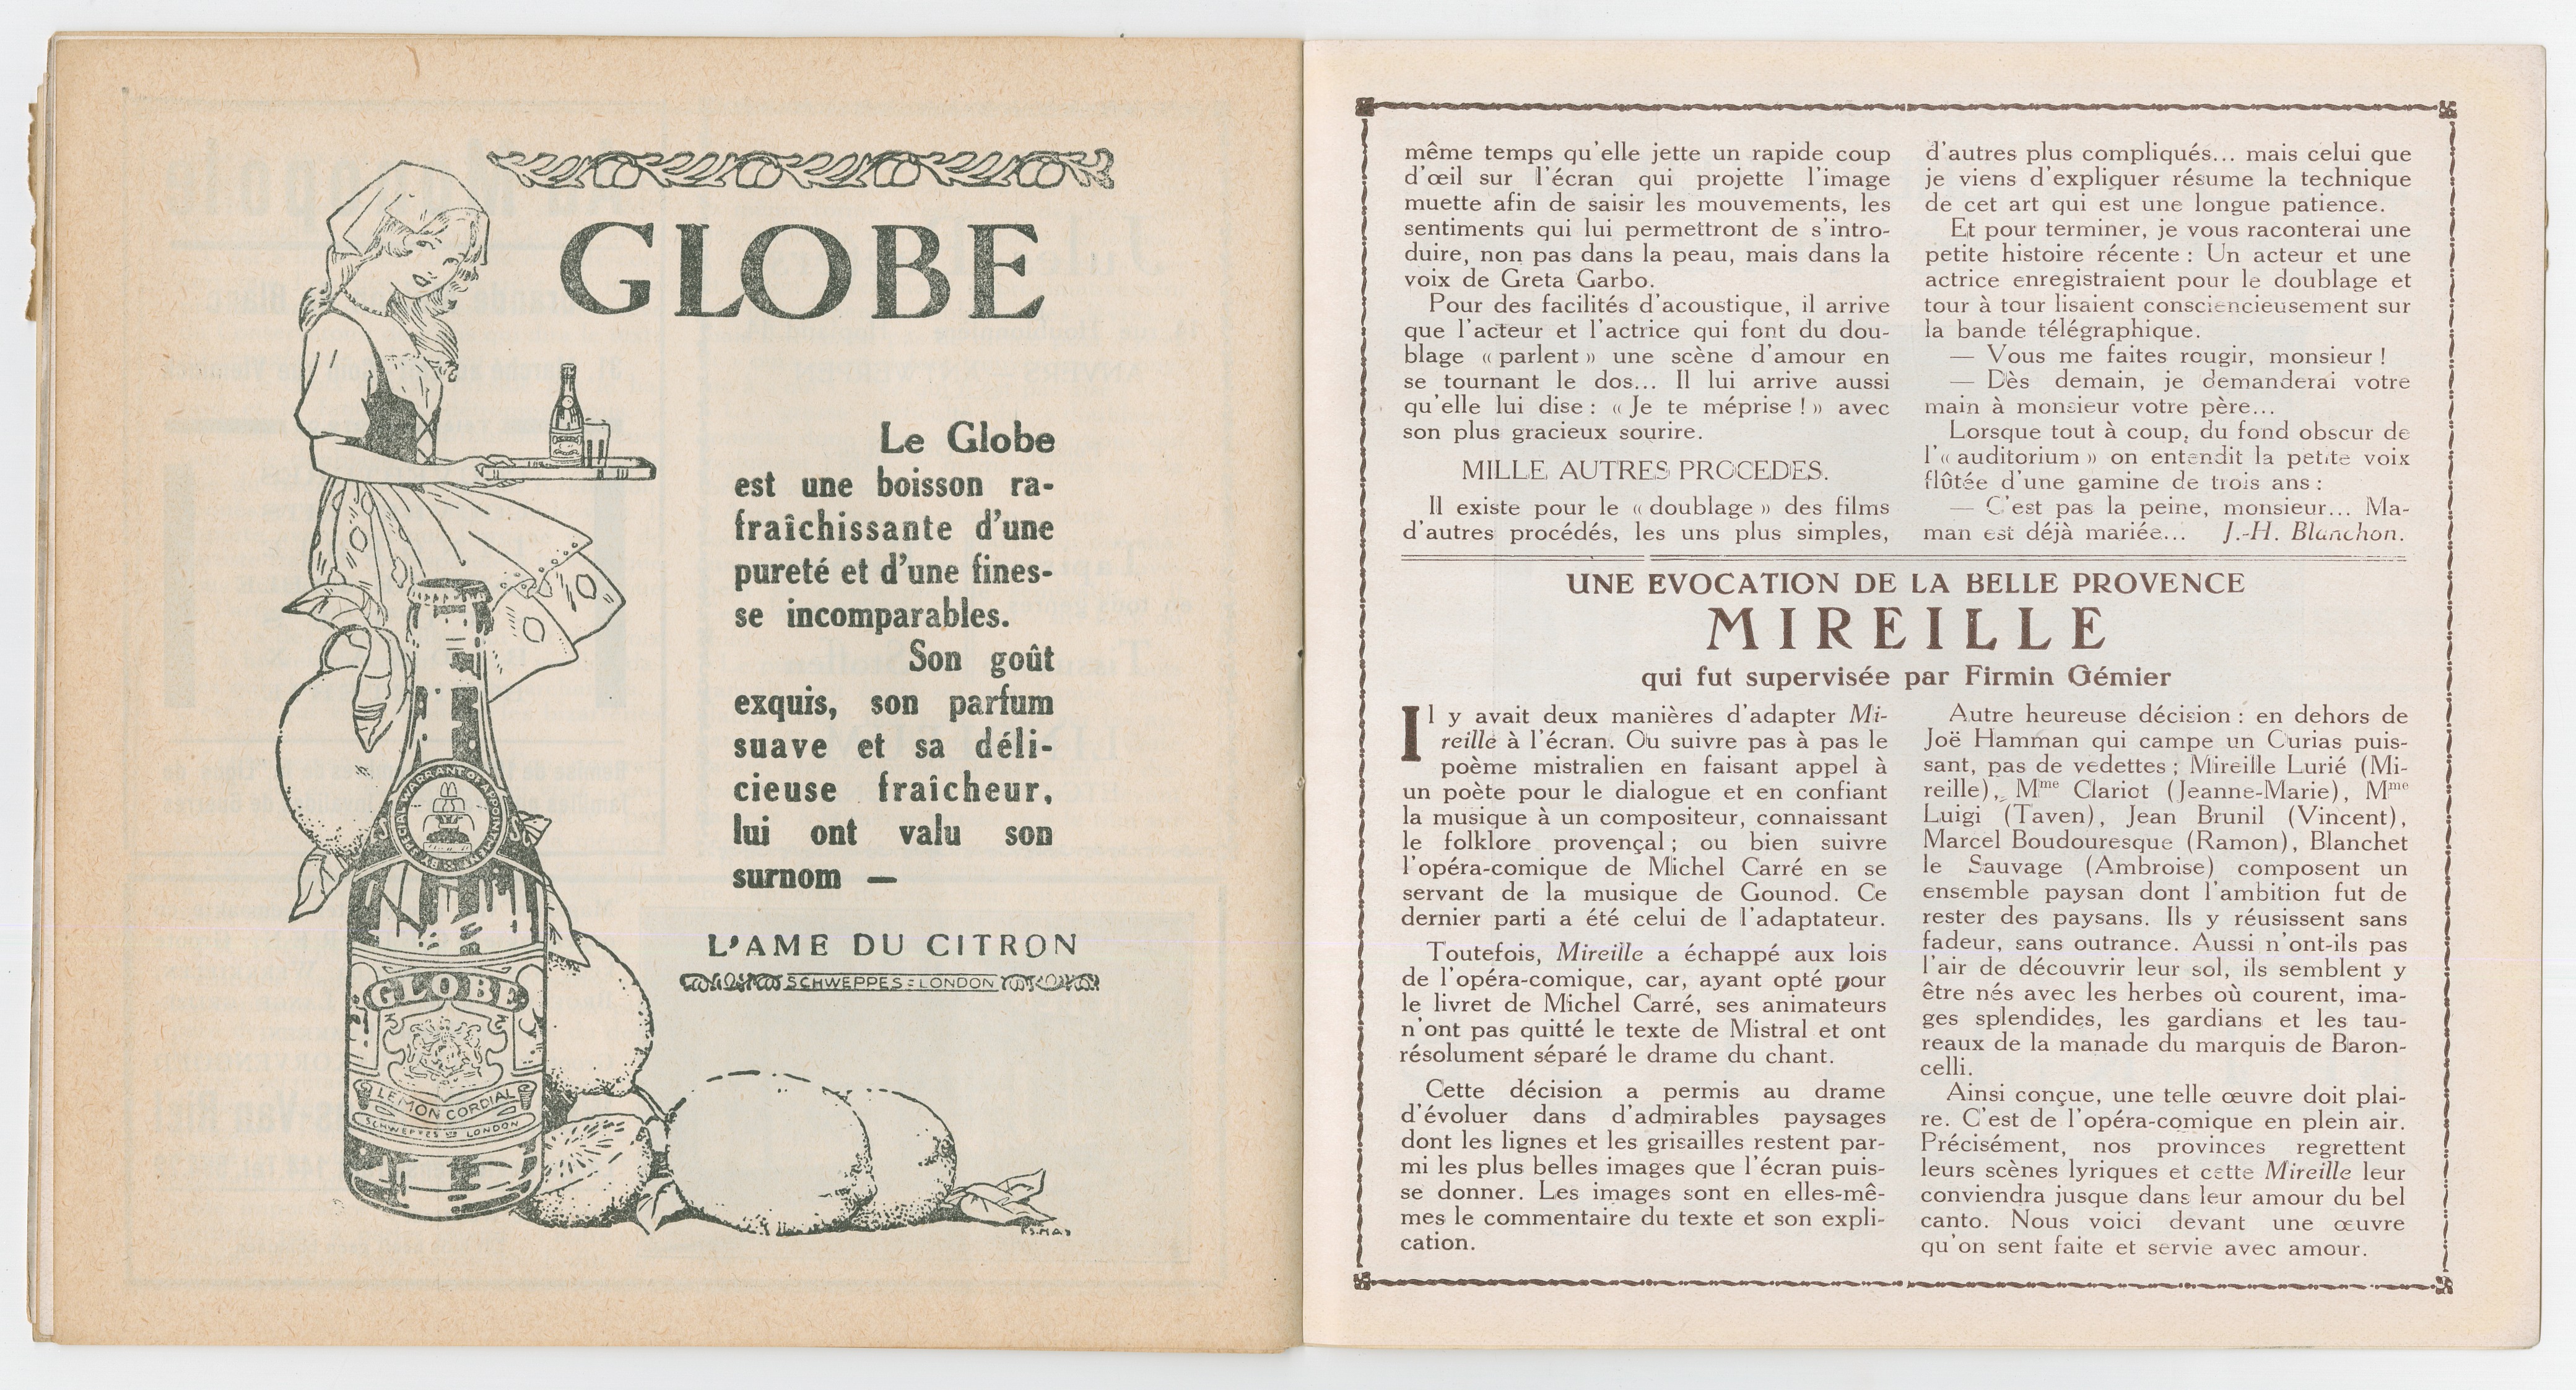 GLOBE
Le Globe
est une boisson ra-
fraîchissante d'une
pureté et d'une fines-
se incomparables.
Son goût
exquis, son parfum
suave et sa déli-
cieuse fraîcheur,
lui ont valu son
surnom —
L'AME DU CITRON
SCHWEPPES=LONDON
SPECIAL WARRANT OF APPOINTMENT
GLOBE
LEMON CORDIAL
SCHWEPPES LTD LONDON
même temps qu'elle jette un rapide coup
d'œil sur l'écran qui projette l'image
muette afin de saisir les mouvements, les
sentiments qui lui permettront de s'intro-
duire, non pas dans la peau, mais dans la
voix de Greta Garbo.
Pour des facilités d'acoustique, il arrive
que l'acteur et l'actrice qui font du dou-
blage « parlent » une scène d'amour en
se tournant le dos... Il lui arrive aussi
qu'elle lui dise : « Je te méprise ! » avec
son plus gracieux sourire.
MILLE AUTRES PROCEDES.
Il existe pour le « doublage » des films
d'autres procédés, les uns plus simples,
d'autres plus compliqués... mais celui que
je viens d'expliquer résume la technique
de cet art qui est une longue patience.
Et pour terminer, je vous raconterai une
petite histoire récente : Un acteur et une
actrice enregistraient pour le doublage et
tour à tour lisaient consciencieusement sur
la bande télégraphique.
— Vous me faites rougir, monsieur !
— Dès demain, je demanderai votre
main à monsieur votre père...
Lorsque tout à coup, du fond obscur de
l'« auditorium » on entendit la petite voix
flûtée d'une gamine de trois ans :
— C'est pas la peine, monsieur... Ma-
man est déjà mariée... J.-H. Blanchon.
UNE EVOCATION DE LA BELLE PROVENCE
MIREILLE
qui fut supervisée par Firmin Gémier
Il y avait deux manières d'adapter Mi-
reille à l'écran. Ou suivre pas à pas le
poème mistralien en faisant appel à
un poète pour le dialogue et en confiant
la musique à un compositeur, connaissant
le folklore provençal ; ou bien suivre
l'opéra-comique de Michel Carré en se
servant de la musique de Gounod. Ce
dernier parti a été celui de l'adaptateur.
Toutefois, Mireille a échappé aux lois
de l'opéra-comique, car, ayant opté pour
le livret de Michel Carré, ses animateurs
n'ont pas quitté le texte de Mistral et ont
résolument séparé le drame du chant.
Cette décision a permis au drame
d'évoluer dans d'admirables paysages
dont les lignes et les grisailles restent par-
mi les plus belles images que l'écran puis-
se donner. Les images sont en elles-mê-
mes le commentaire du texte et son expli-
cation.
Autre heureuse décision : en dehors de
Joë Hamman qui campe un Curias puis-
sant, pas de vedettes ; Mireille Lurié (Mi-
reille), Mme Clariot (Jeanne-Marie), Mme
Luigi (Taven), Jean Brunil (Vincent),
Marcel Boudouresque (Ramon), Blanchet
le Sauvage (Ambroise) composent un
ensemble paysan dont l'ambition fut de
rester des paysans. Ils y réusissent sans
fadeur, sans outrance. Aussi n'ont-ils pas
l'air de découvrir leur sol, ils semblent y
être nés avec les herbes où courent, ima-
ges splendides, les gardians et les tau-
reaux de la manade du marquis de Baron-
celli.
Ainsi conçue, une telle œuvre doit plai-
re. C'est de l'opéra-comique en plein air.
Précisément, nos provinces regrettent
leurs scènes lyriques et cette Mireille leur
conviendra jusque dans leur amour du bel
canto. Nous voici devant une œuvre
qu'on sent faite et servie avec amour.